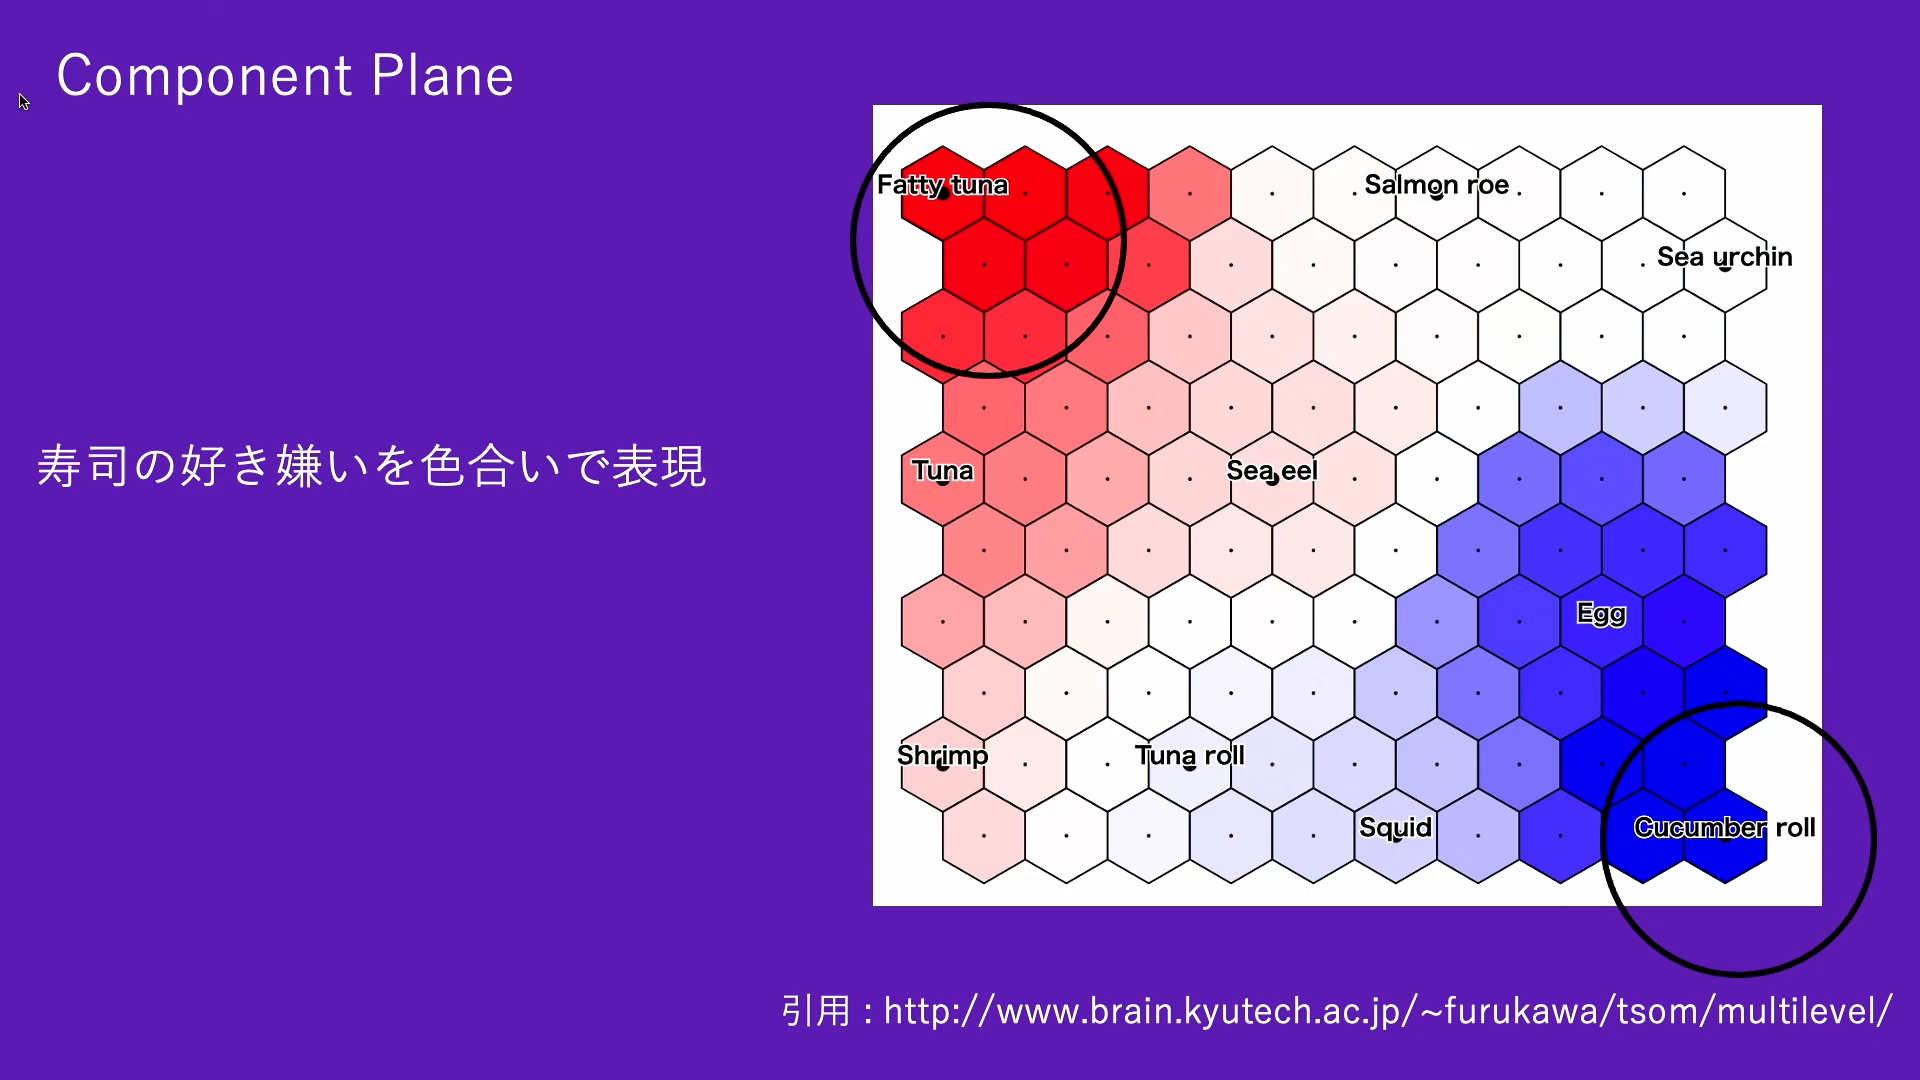 Component Plane
寿司の好き嫌いを色合いで表現
Fatty tuna
Salmon roe
Sea urchin
Tuna
Sea eel
Egg
Shrimp
Tuna roll
Squid
Cucumber roll
引用 : http://www.brain.kyutech.ac.jp/~furukawa/tsom/multilevel/